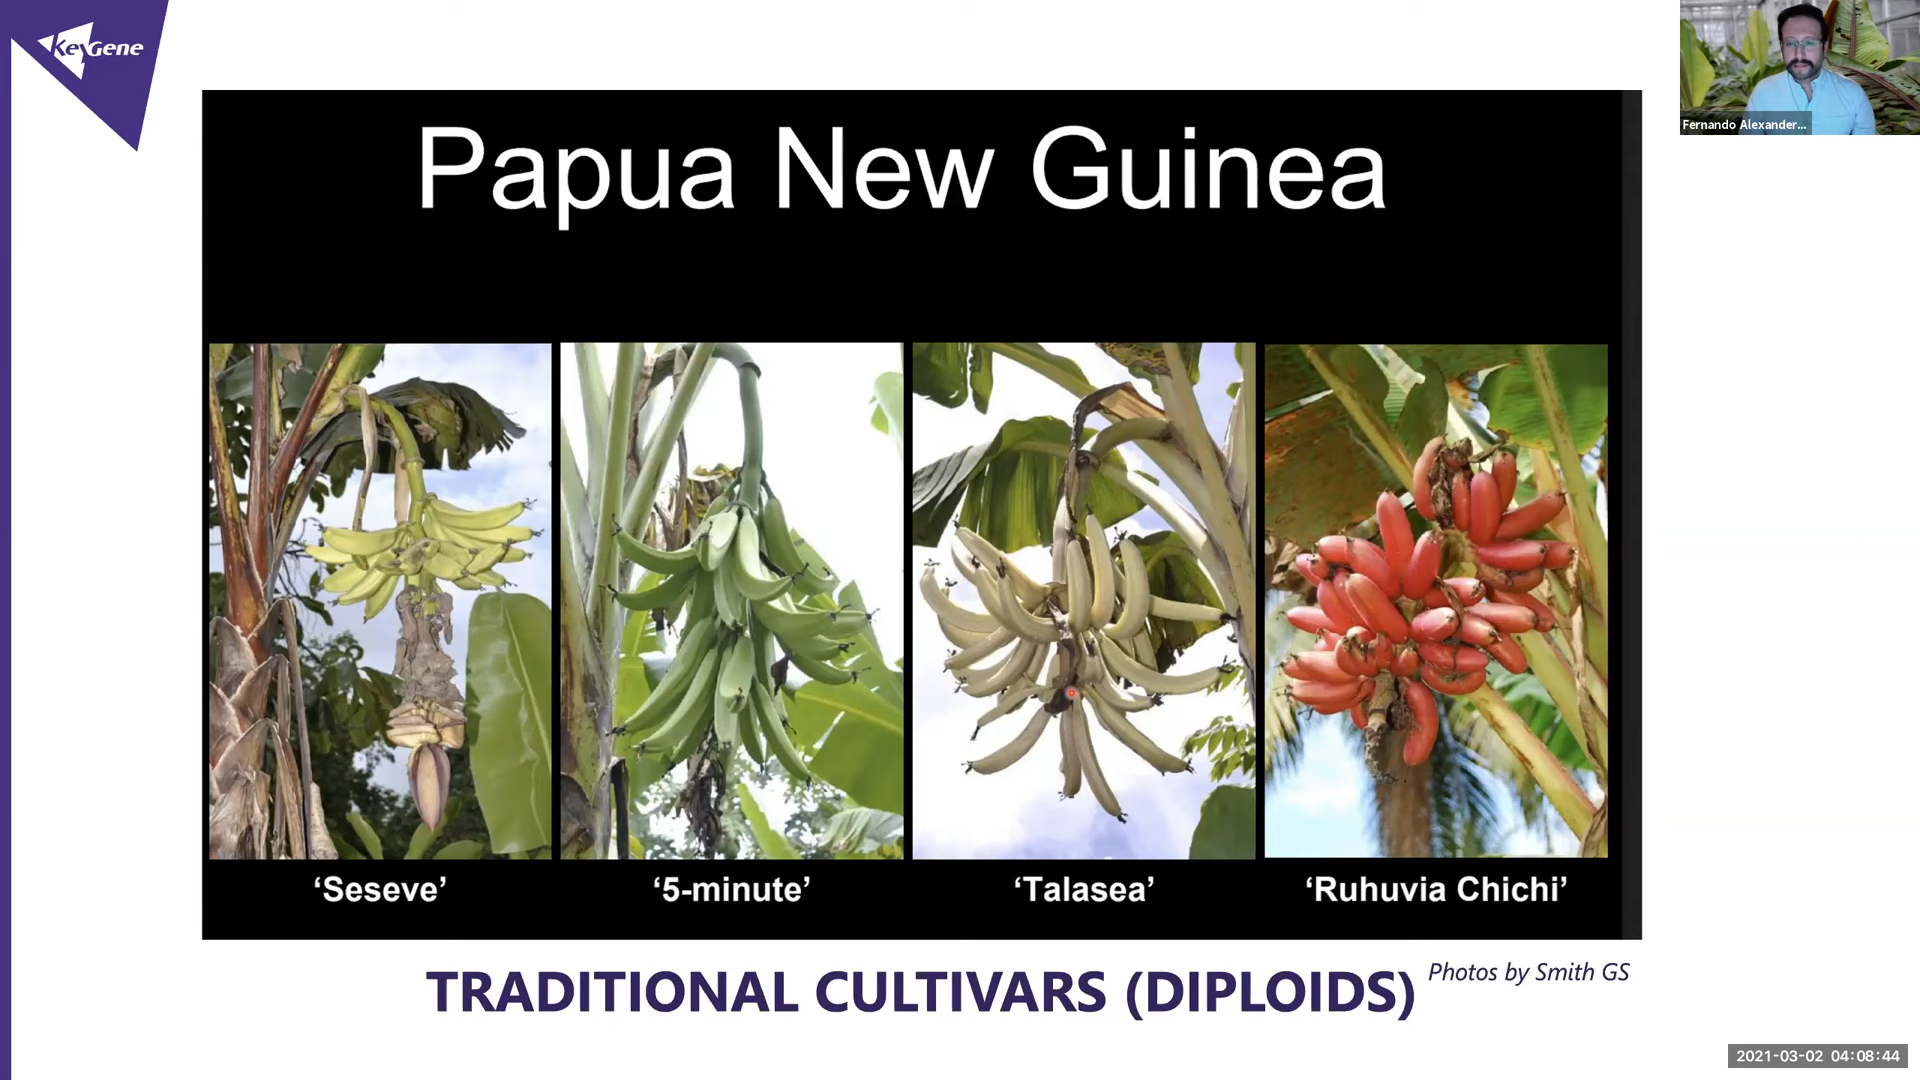 KeyGene
Fernando Alexander...
Papua New Guinea
‘Seseve’
‘5-minute’
‘Talasea’
‘Ruhuvia Chichi’
TRADITIONAL CULTIVARS (DIPLOIDS)
Photos by Smith GS
2021-03-02 04:08:44